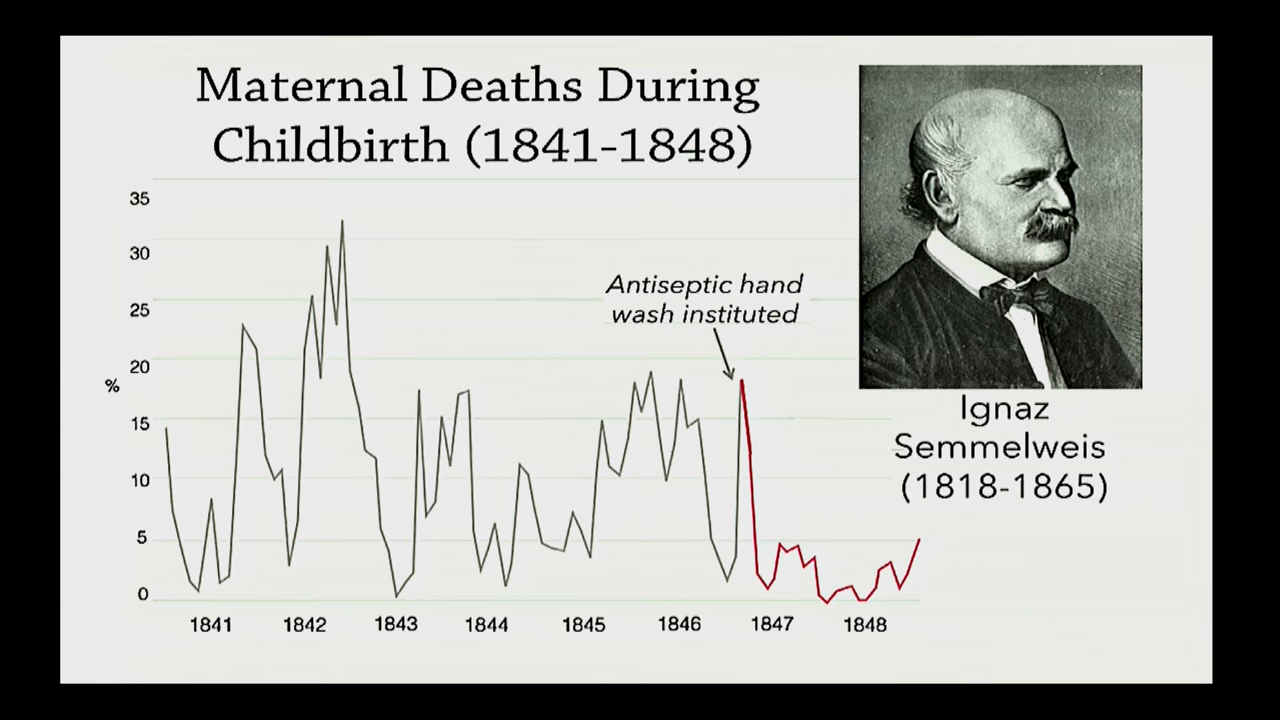 Maternal Deaths During
Childbirth (1841-1848)
35
30
25
20
%
15
10
5
0
Antiseptic hand
wash instituted
1841 1842 1843 1844 1845 1846 1847 1848
Ignaz
Semmelweis
(1818-1865)